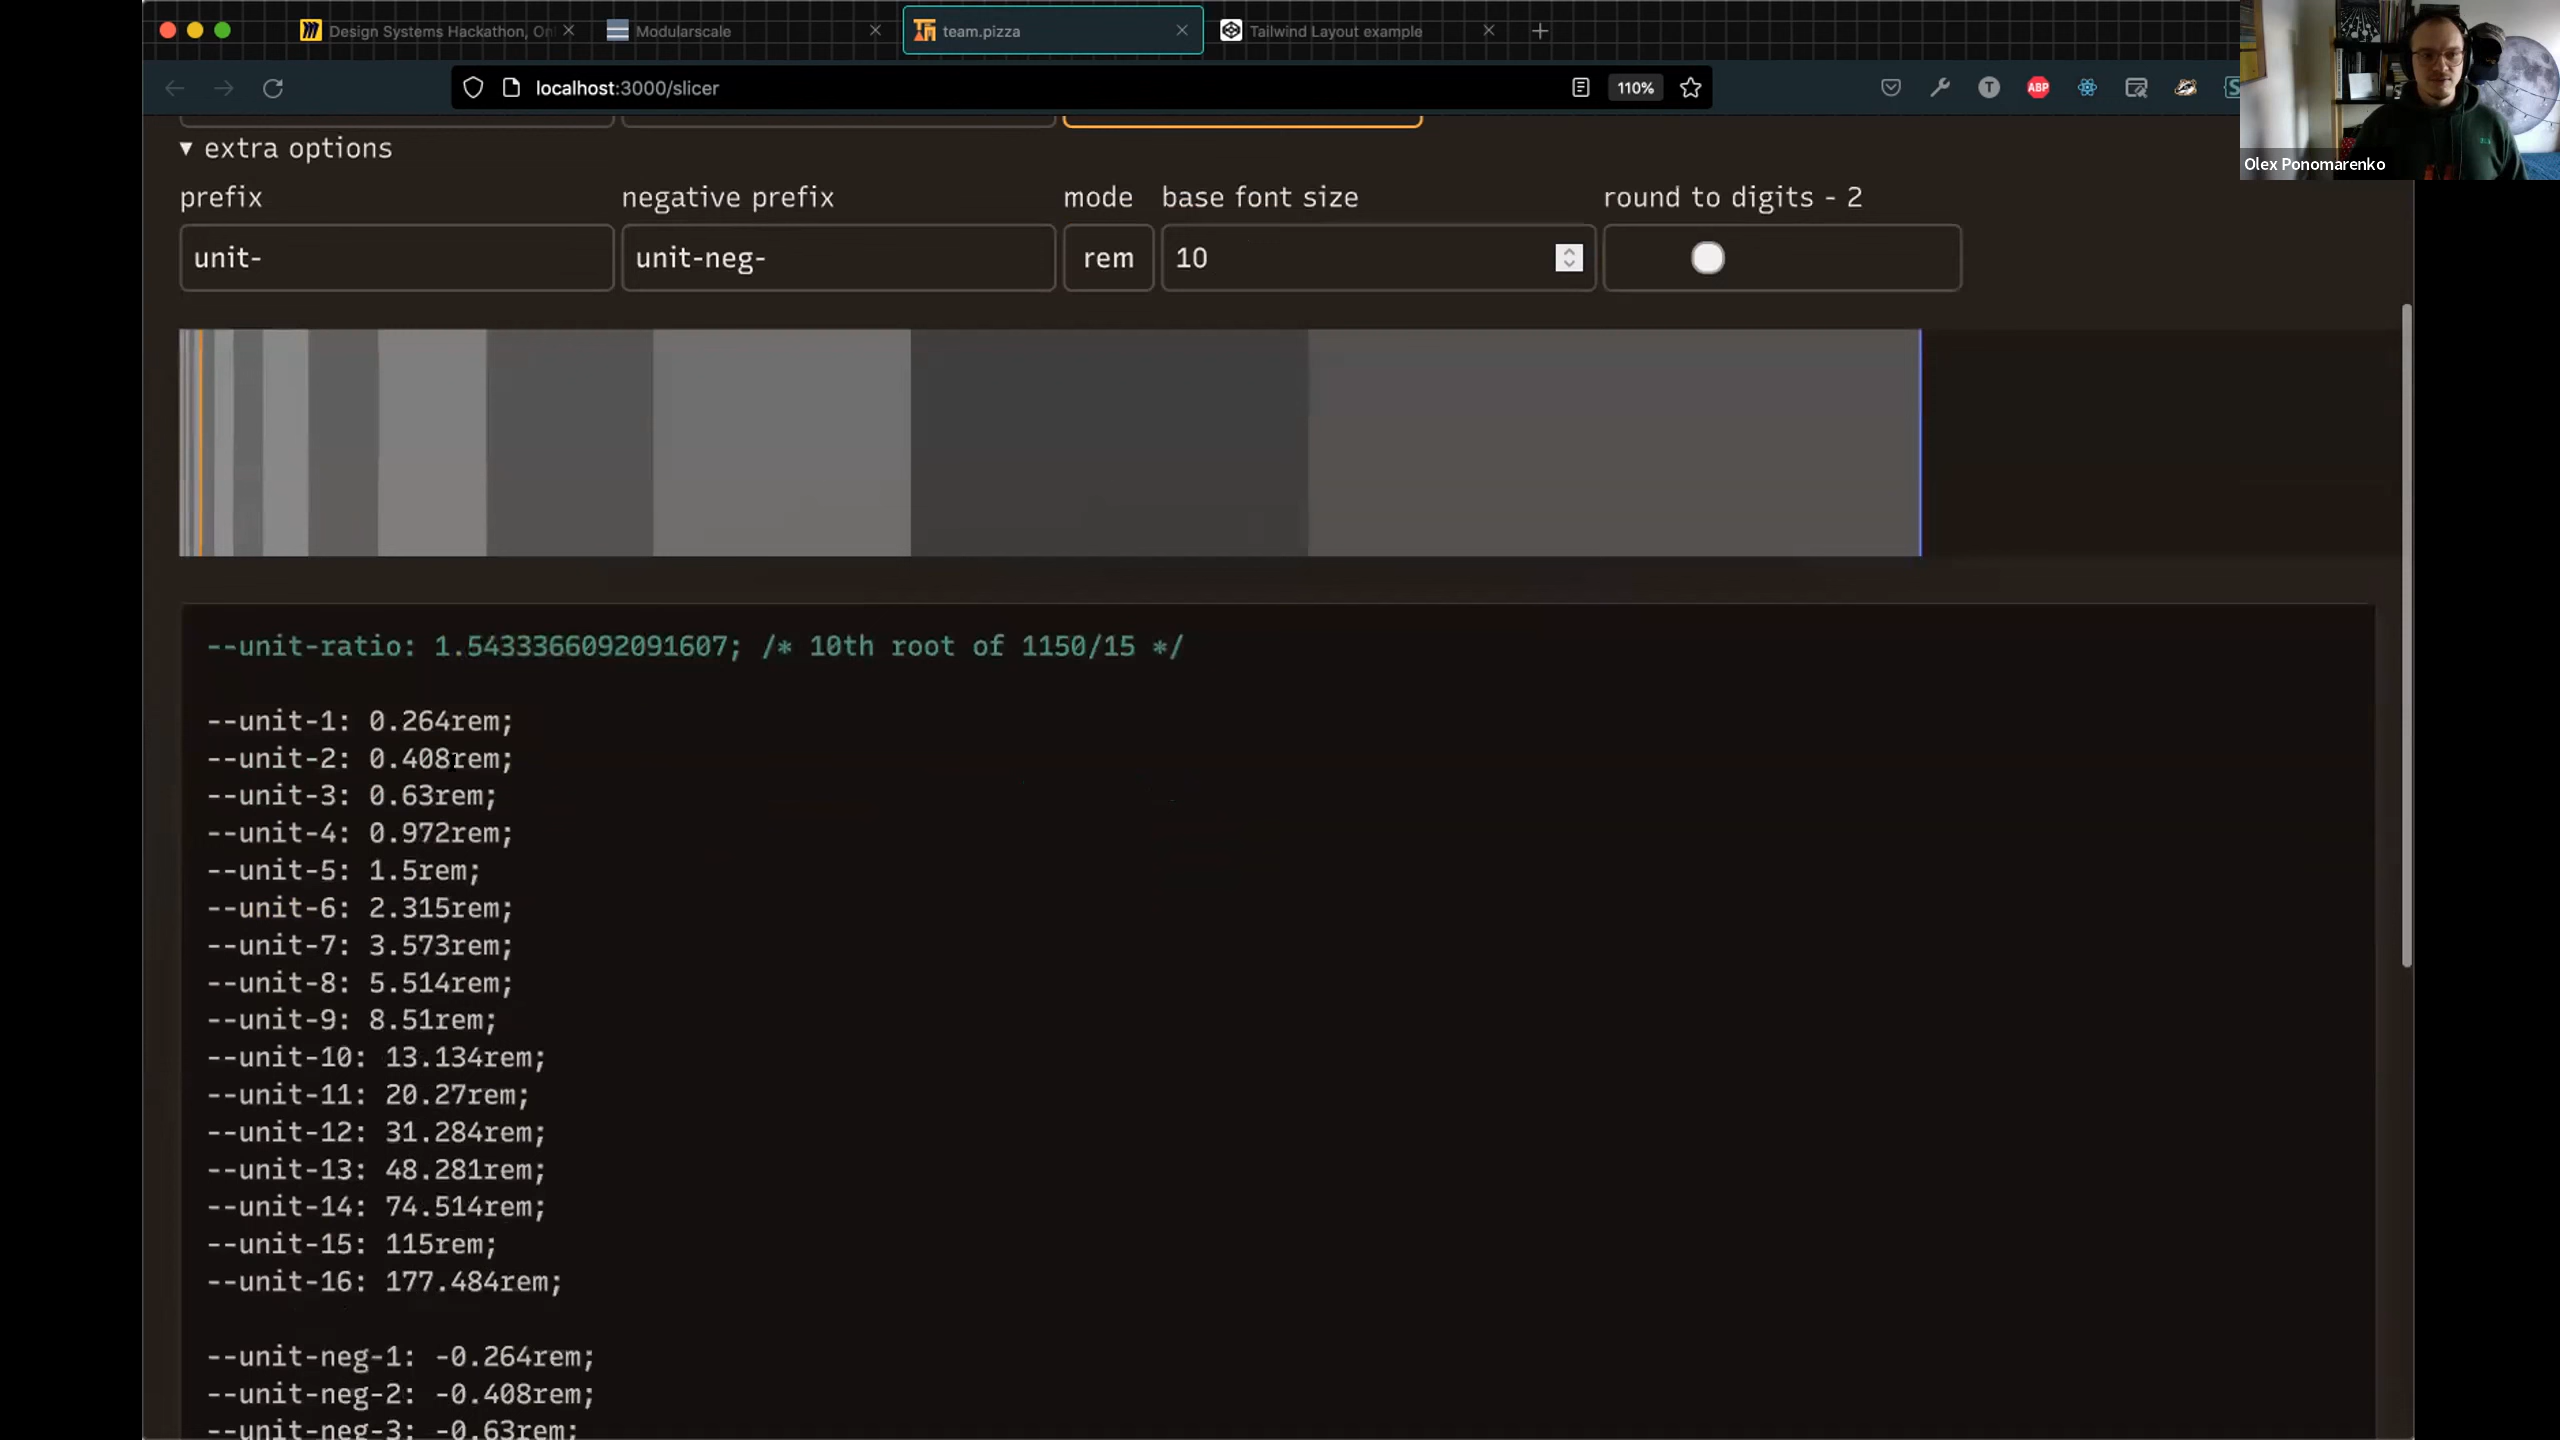 Design Systems Hackathon, Onl
Modularscale
team.pizza
Tailwind Layout example
localhost:3000/slicer
110%
T
ABP
S
Olex Ponomarenko
▼ extra options
prefix
negative prefix
mode
base font size
round to digits - 2
unit-
unit-neg-
rem
10
--unit-ratio: 1.5433366092091607; /* 10th root of 1150/15 */
--unit-1: 0.264rem;
--unit-2: 0.408rem;
--unit-3: 0.63rem;
--unit-4: 0.972rem;
--unit-5: 1.5rem;
--unit-6: 2.315rem;
--unit-7: 3.573rem;
--unit-8: 5.514rem;
--unit-9: 8.51rem;
--unit-10: 13.134rem;
--unit-11: 20.27rem;
--unit-12: 31.284rem;
--unit-13: 48.281rem;
--unit-14: 74.514rem;
--unit-15: 115rem;
--unit-16: 177.484rem;
--unit-neg-1: -0.264rem;
--unit-neg-2: -0.408rem;
--unit-neg-3: -0.63rem;